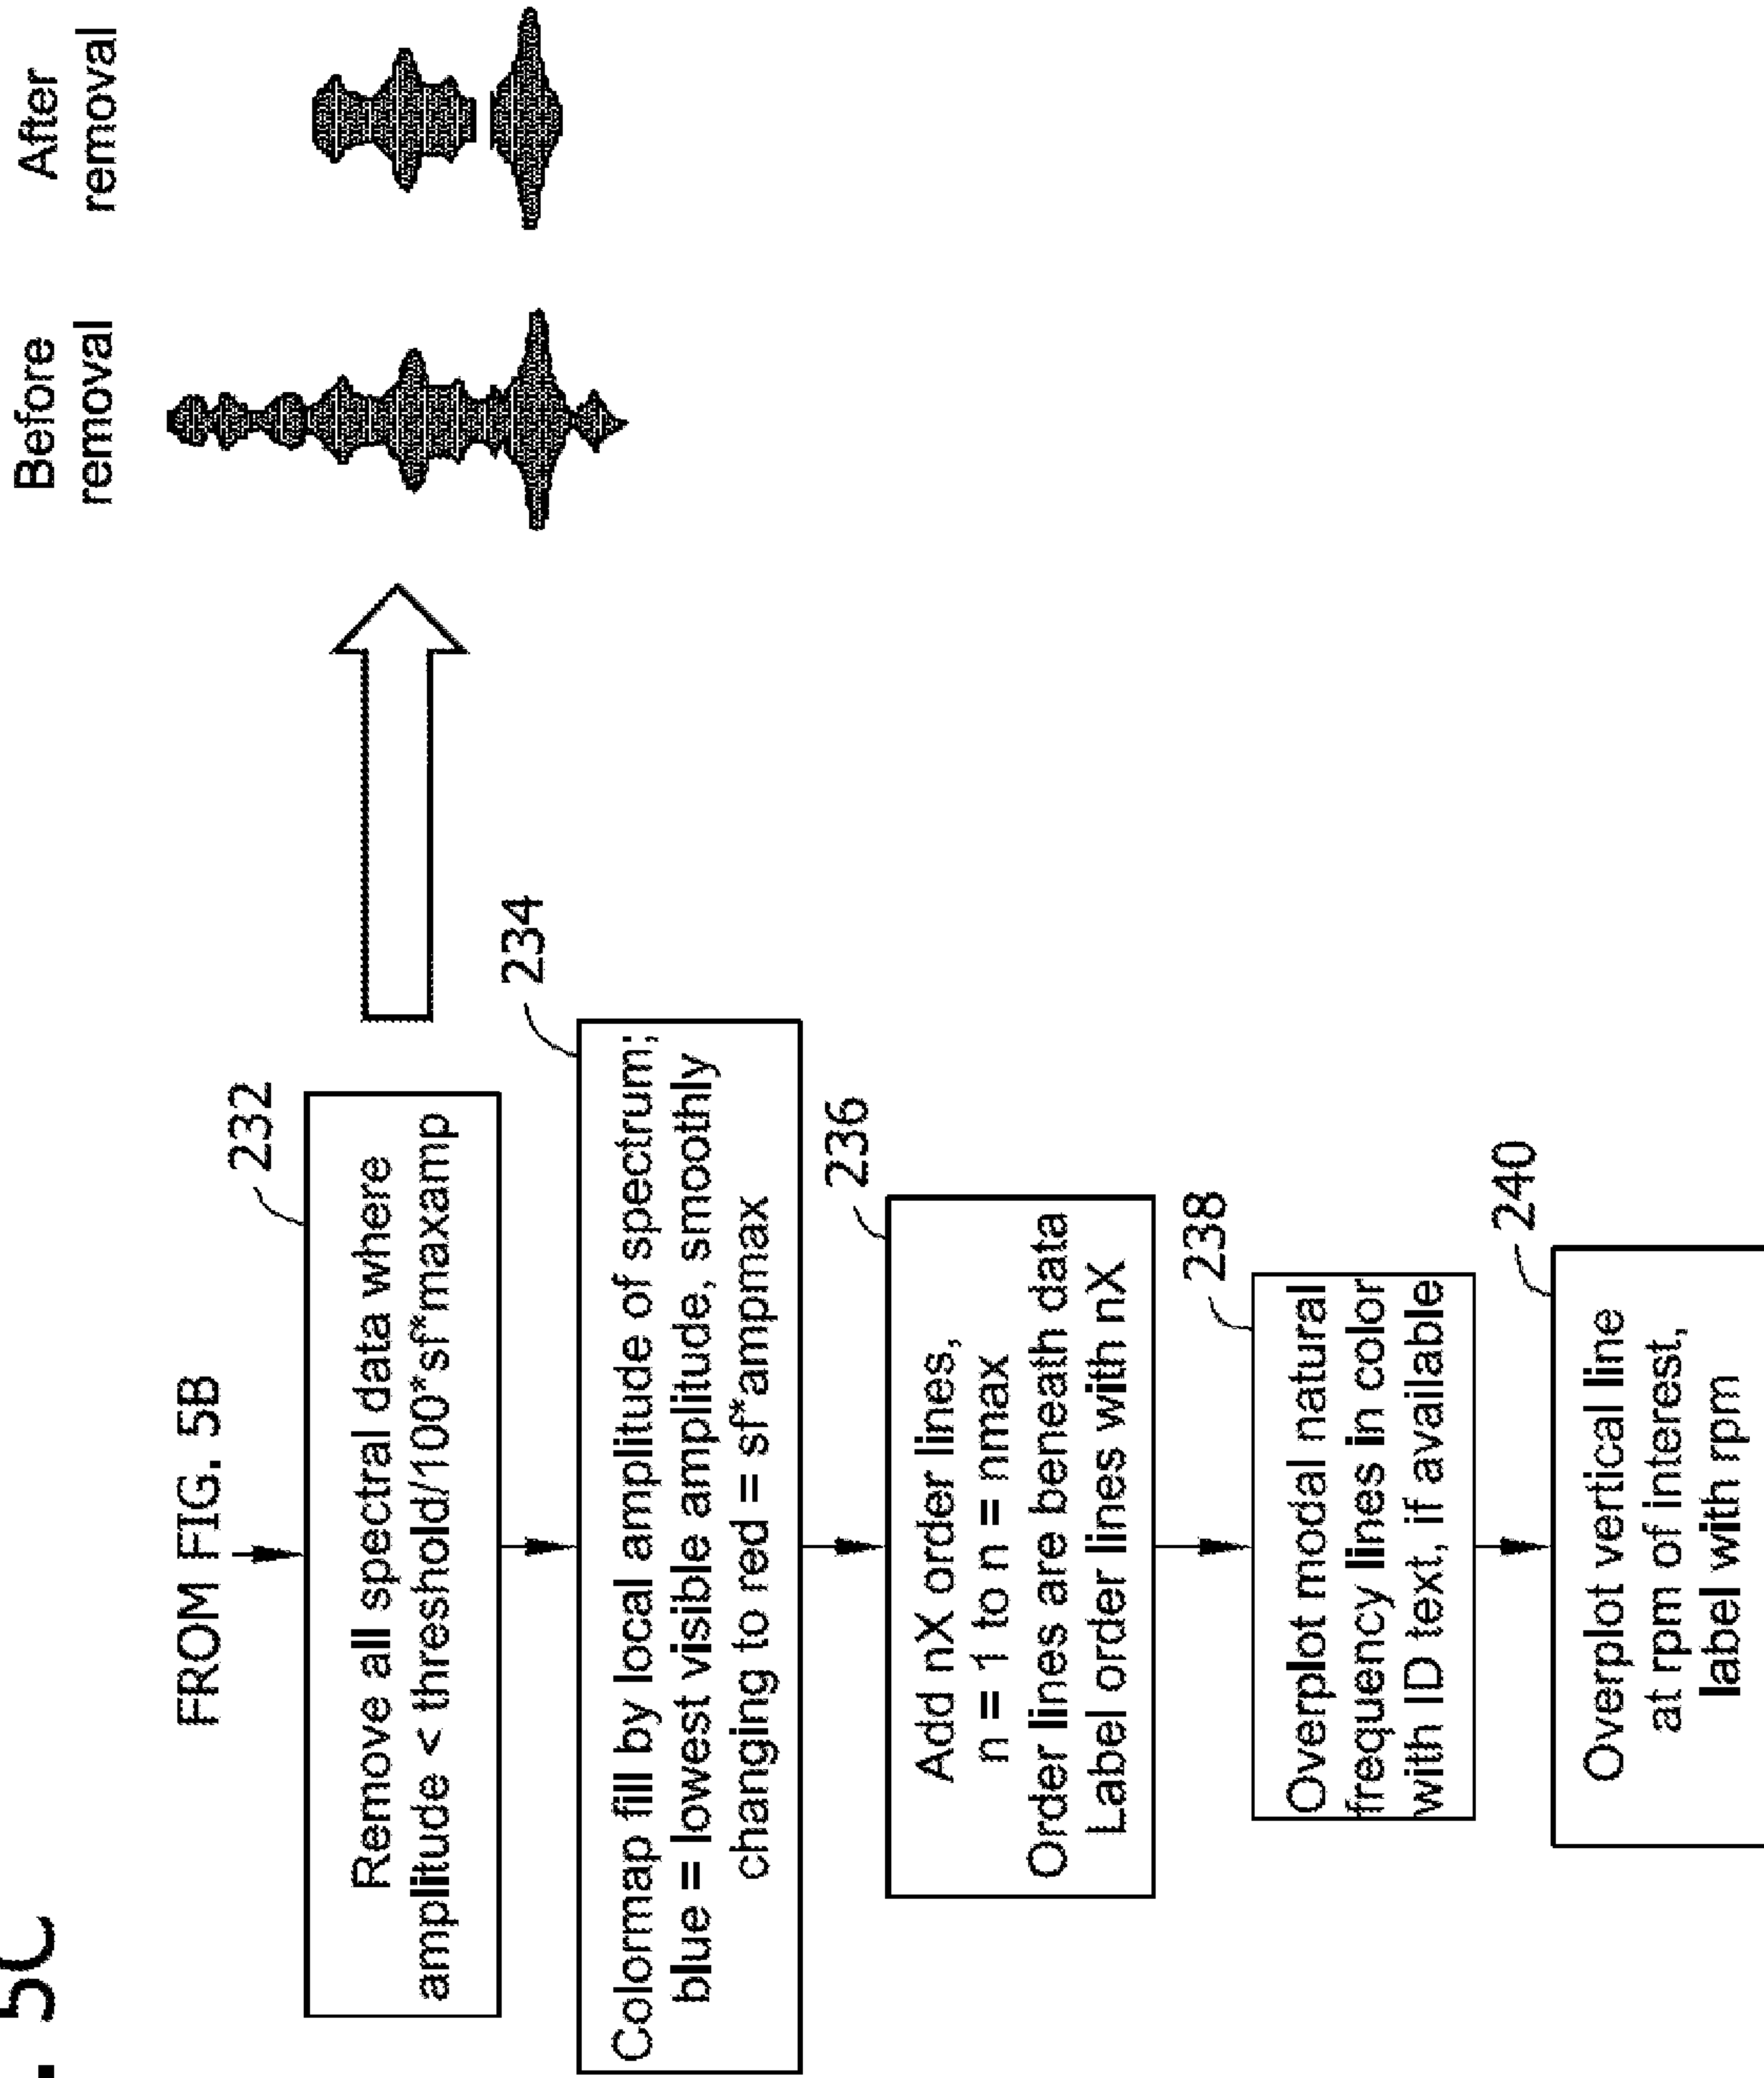 . 5C
FROM FIG. 5B
232
Remove all spectral data where
amplitude < threshold/100*sf*maxamp
Before
removal
After
removal
234
Colormap fill by local amplitude of spectrum;
blue = lowest visible amplitude, smoothly
changing to red = sf*ampmax
236
Add nX order lines,
n = 1 to n = nmax
Order lines are beneath data
Label order lines with nX
238
Overplot modal natural
frequency lines in color
with ID text, if available
240
Overplot vertical line
at rpm of interest,
label with rpm